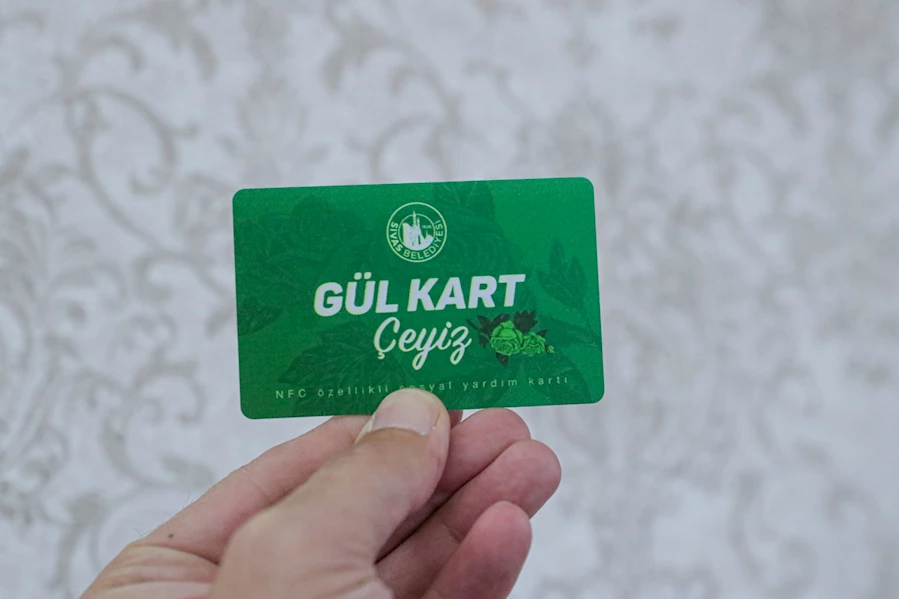 SİVAS BELEDİYESİ
GÜL KART
Çeyiz
NFC özellikli sosyal yardım kartı